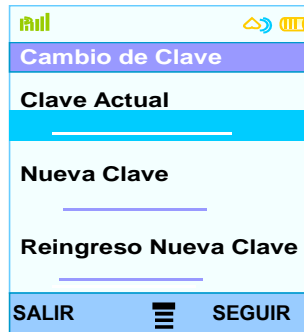 Cambio de Clave
Clave Actual
Nueva Clave
Reingreso Nueva Clave
SALIR SEGUIR